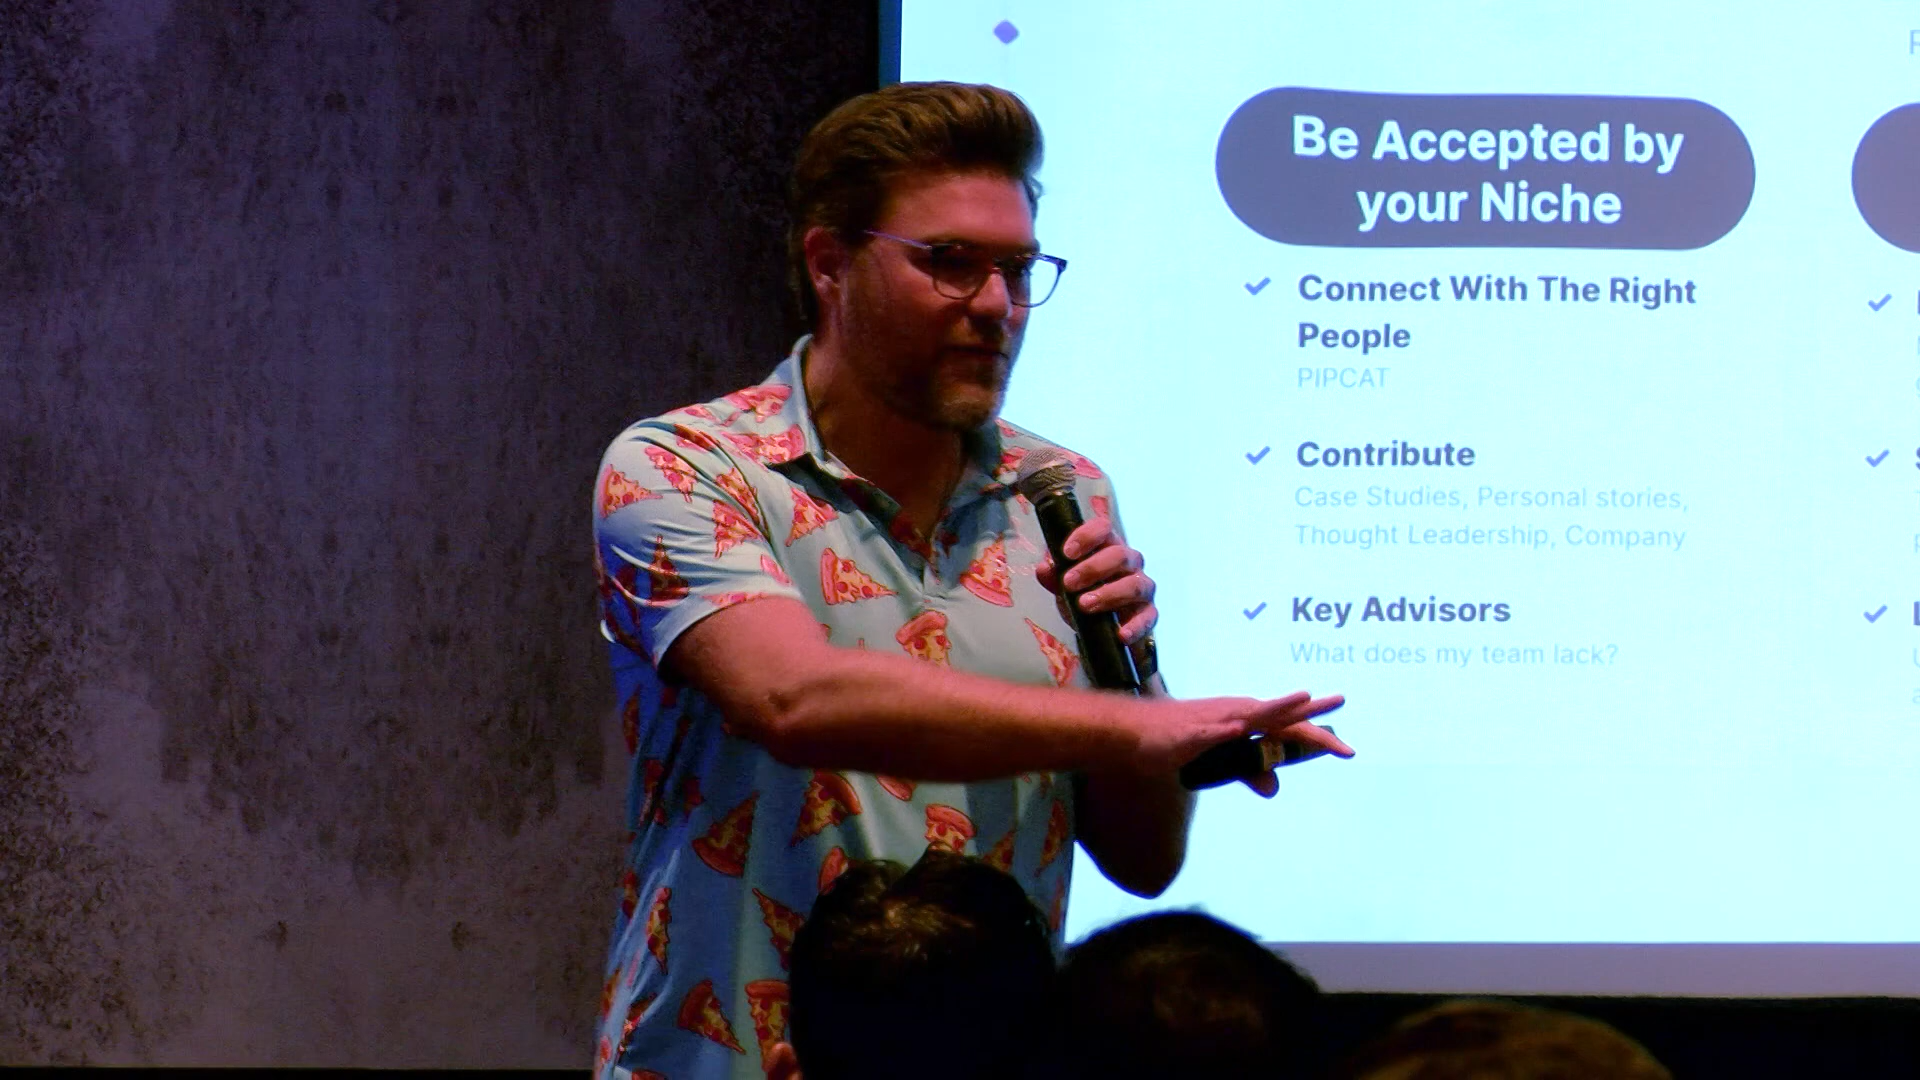 Be Accepted by
your Niche
Connect With The Right
People
PIPCAT
Contribute
Case Studies, Personal stories,
Thought Leadership, Company
Key Advisors
What does my team lack?